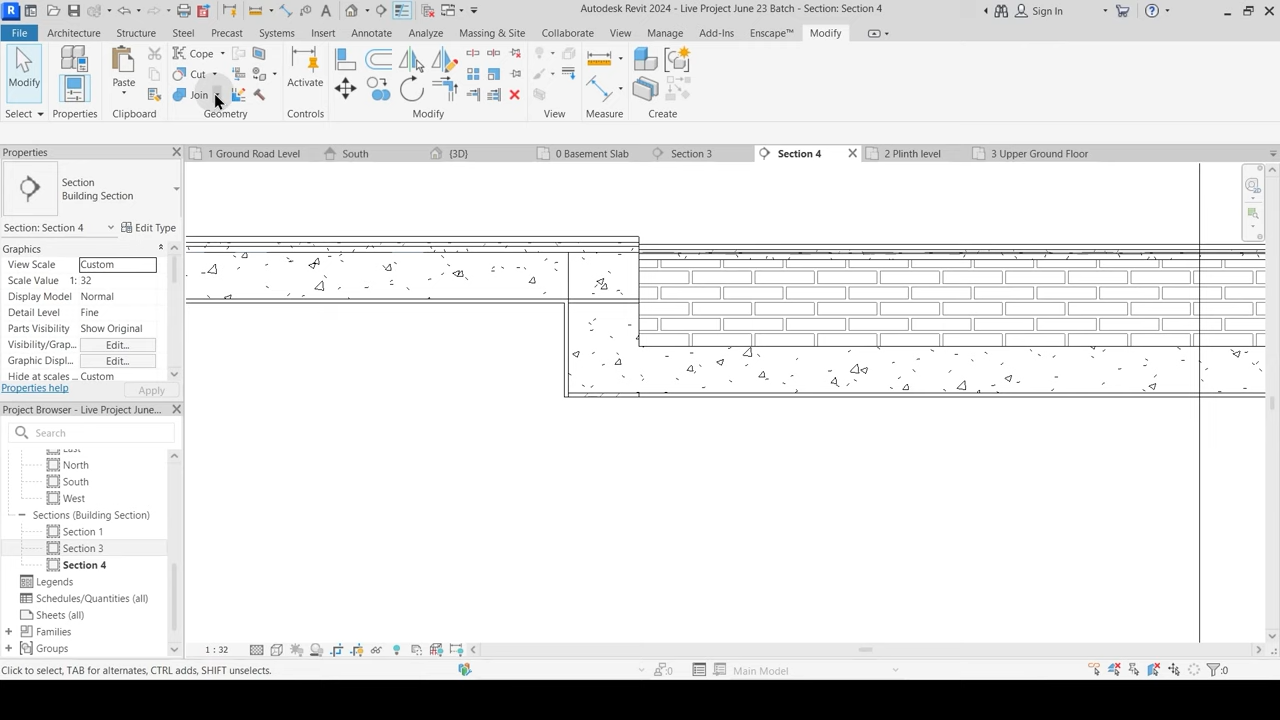 Autodesk Revit 2024 - Live Project June 23 Batch - Section: Section 4
Sign In
File Architecture Structure Steel Precast Systems Insert Annotate Analyze Massing & Site Collaborate View Manage Add-Ins Enscape™ Modify
Modify
Paste
Cope
Cut
Join
Activate
Select Properties Clipboard Geometry Controls Modify View Measure Create
Properties
1 Ground Road Level South {3D} 0 Basement Slab Section 3 Section 4 2 Plinth level 3 Upper Ground Floor
Section
Building Section
Section: Section 4 Edit Type
Graphics
View Scale Custom
Scale Value 1: 32
Display Model Normal
Detail Level Fine
Parts Visibility Show Original
Visibility/Grap... Edit...
Graphic Displ... Edit...
Hide at scales ... Custom
Properties help Apply
Project Browser - Live Project June...
Search
East
North
South
West
Sections (Building Section)
Section 1
Section 3
Section 4
Legends
Schedules/Quantities (all)
Sheets (all)
Families
Groups
1 : 32
Click to select, TAB for alternates, CTRL adds, SHIFT unselects.
:0
Main Model
:0